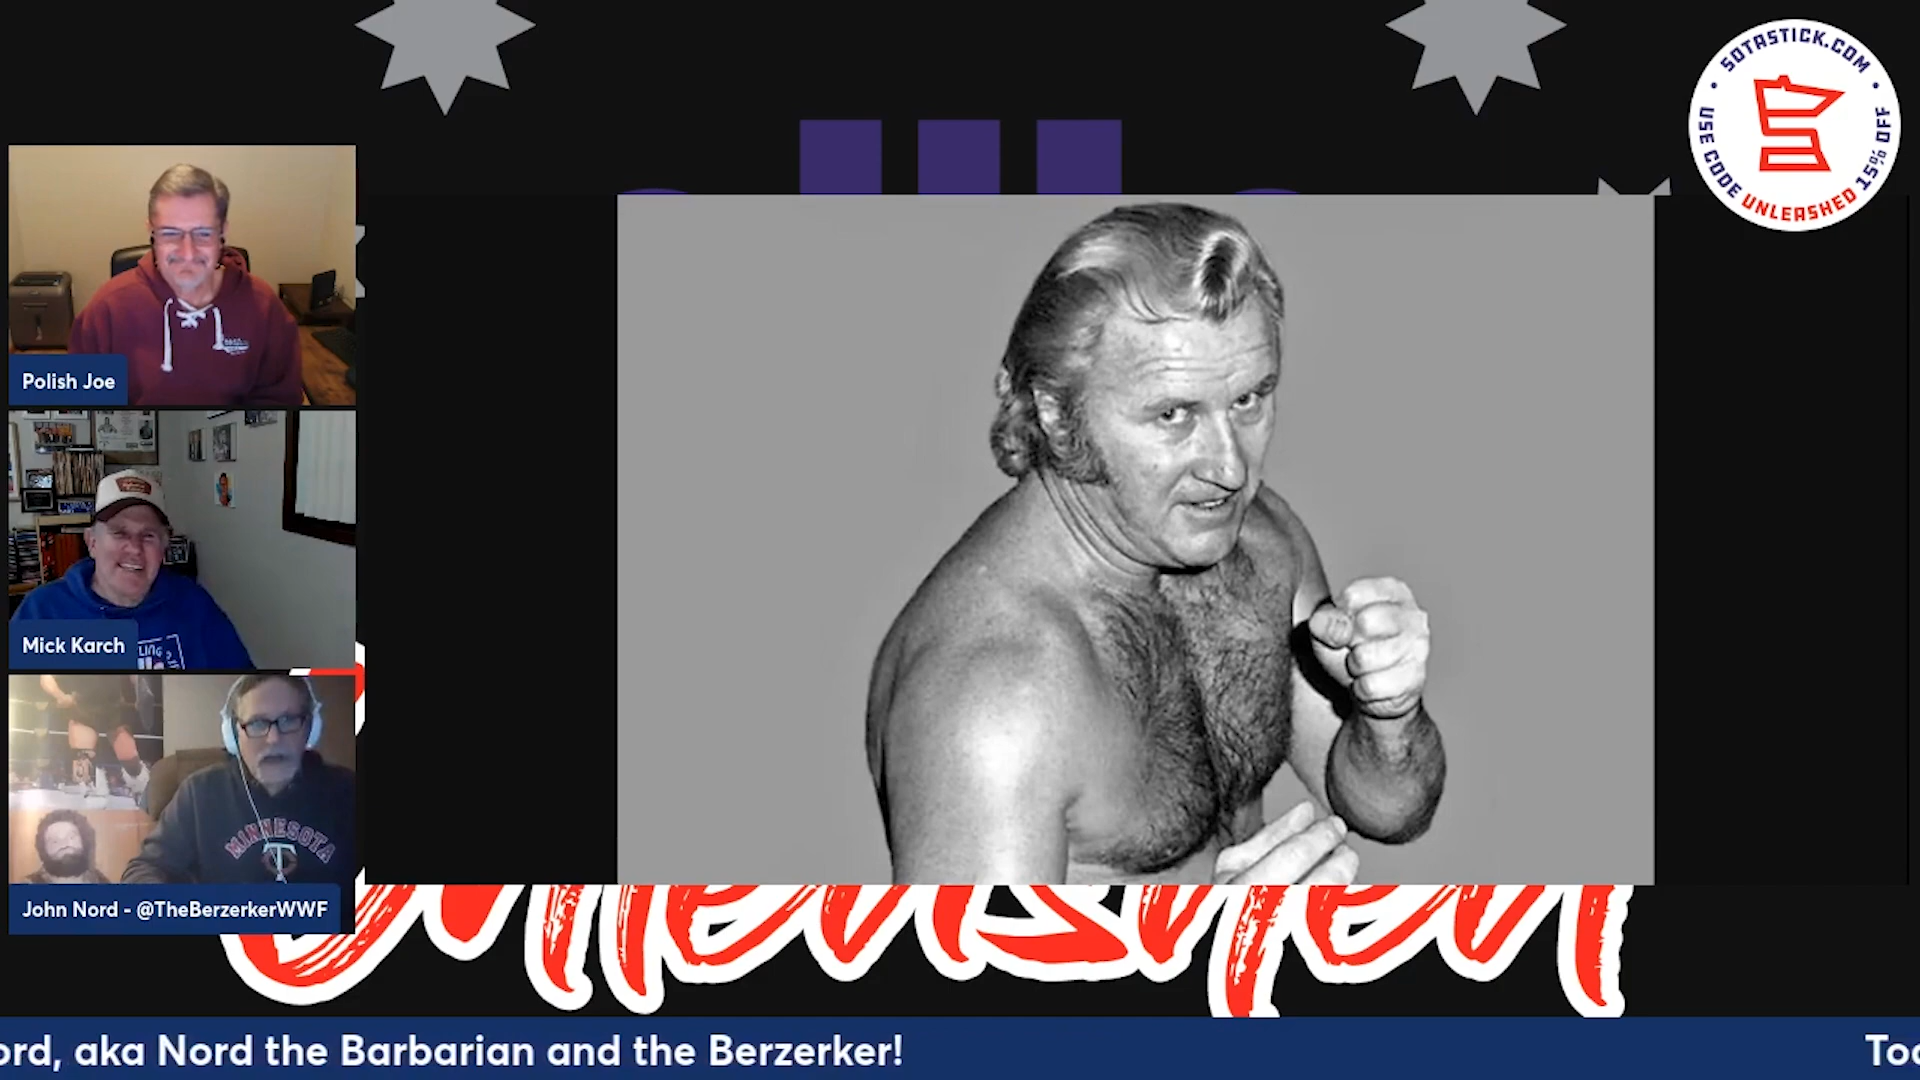 SOTASTICK.COM
USE CODE UNLEASHED 15% OFF
Polish Joe
Mick Karch
MINNESOTA
John Nord - @TheBerzerkerWWF
ord, aka Nord the Barbarian and the Berzerker!